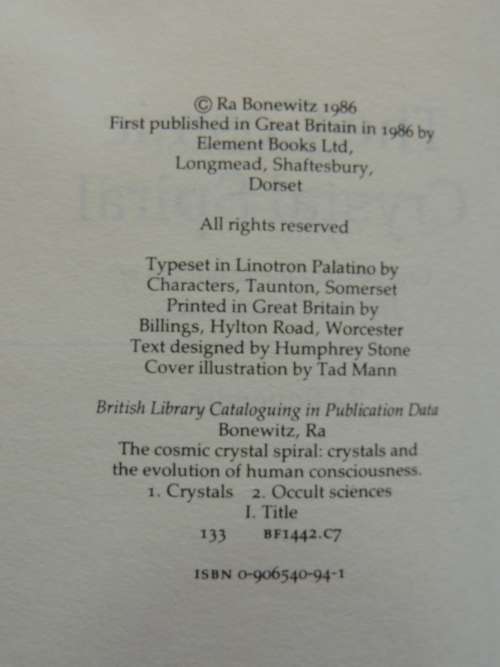 © Ra Bonewitz 1986
First published in Great Britain in 1986 by
Element Books Ltd,
Longmead, Shaftesbury,
Dorset
All rights reserved
Typeset in Linotron Palatino by
Characters, Taunton, Somerset
Printed in Great Britain by
Billings, Hylton Road, Worcester
Text designed by Humphrey Stone
Cover illustration by Tad Mann
British Library Cataloguing in Publication Data
Bonewitz, Ra
The cosmic crystal spiral: crystals and
the evolution of human consciousness.
1. Crystals 2. Occult sciences
I. Title
133 BF1442.C7
ISBN 0-906540-94-1